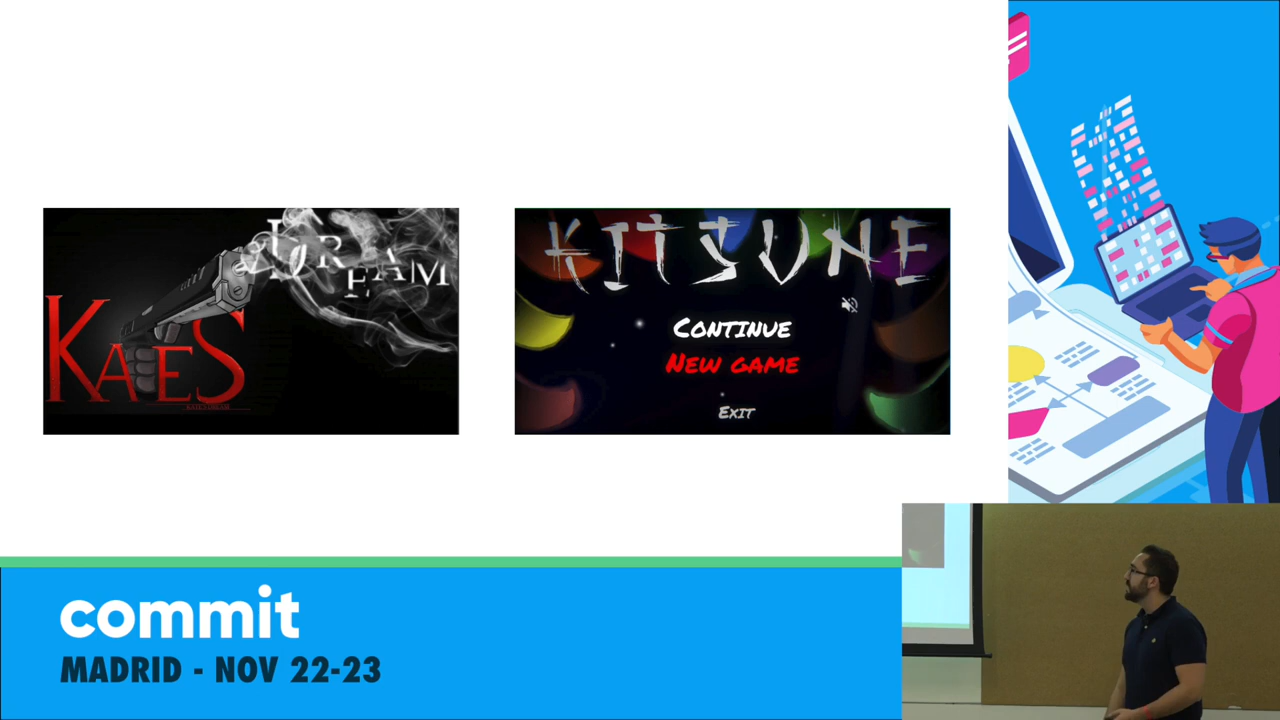 KAES
DREAM
KITSUNE
CONTINUE
NEW GAME
EXIT
commit
MADRID - NOV 22-23